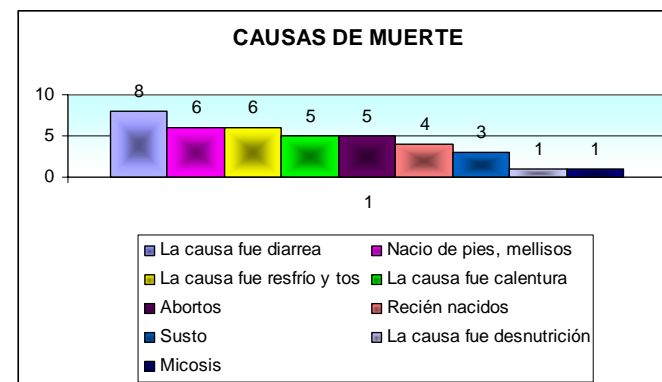 CAUSAS DE MUERTE
8 6 6 5 5 4 3 1 1
10
5
0
1
La causa fue diarrea Nacio de pies, mellisos
La causa fue resfrío y tos La causa fue calentura
Abortos Recién nacidos
Susto La causa fue desnutrición
Micosis